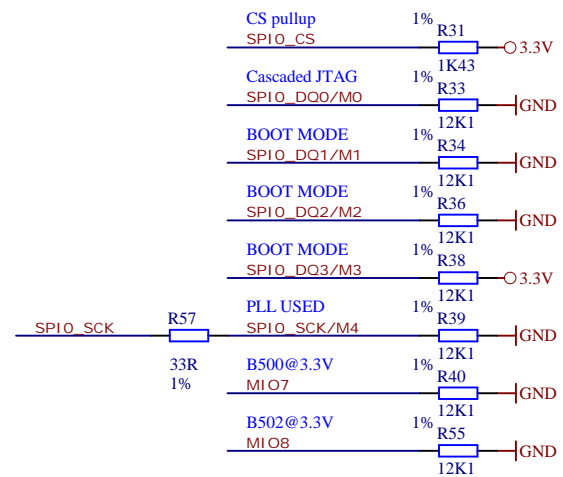 CS pullup 1% R31
SPI0_CS 3.3V
1K43
Cascaded JTAG 1% R33
SPI0_DQ0/M0 GND
12K1
BOOT MODE 1% R34
SPI0_DQ1/M1 GND
12K1
BOOT MODE 1% R36
SPI0_DQ2/M2 GND
12K1
BOOT MODE 1% R38
SPI0_DQ3/M3 3.3V
12K1
PLL USED 1% R39
SPI0_SCK R57 SPI0_SCK/M4 GND
12K1
33R B500@3.3V 1% R40
1% MIO7 GND
12K1
B502@3.3V 1% R55
MIO8 GND
12K1